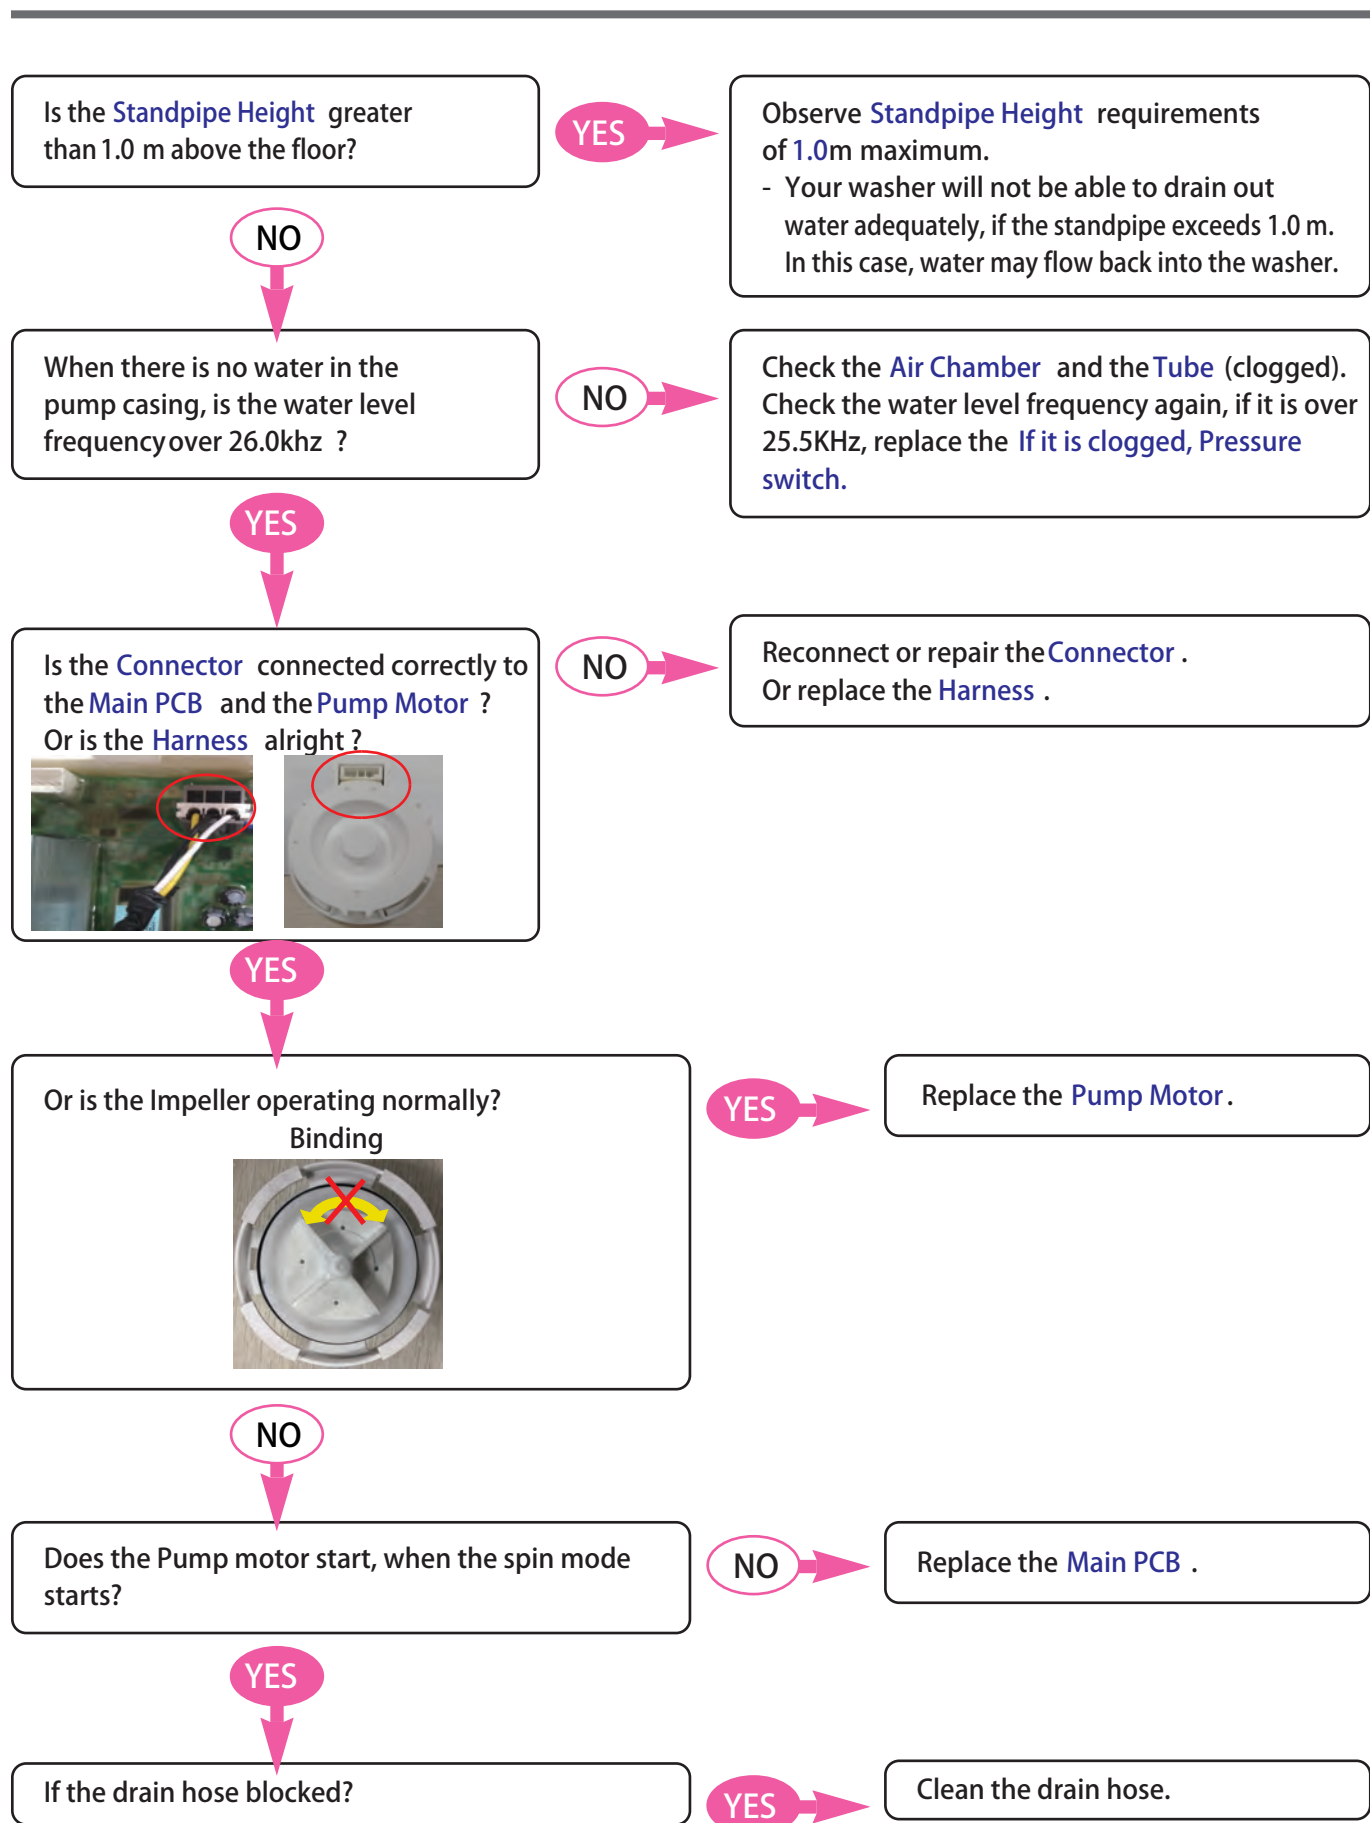 Is the Standpipe Height greater
than 1.0 m above the floor?
YES
Observe Standpipe Height requirements
of 1.0m maximum.
- Your washer will not be able to drain out
water adequately, if the standpipe exceeds 1.0 m.
In this case, water may flow back into the washer.
NO
When there is no water in the
pump casing, is the water level
frequency over 26.0khz ?
NO
Check the Air Chamber and the Tube (clogged).
Check the water level frequency again, if it is over
25.5KHz, replace the If it is clogged, Pressure
switch.
YES
Is the Connector connected correctly to
the Main PCB and the Pump Motor ?
Or is the Harness alright ?
NO
Reconnect or repair the Connector .
Or replace the Harness .
YES
Or is the Impeller operating normally?
Binding
YES
Replace the Pump Motor .
NO
Does the Pump motor start, when the spin mode
starts?
NO
Replace the Main PCB .
YES
If the drain hose blocked?
YES
Clean the drain hose.